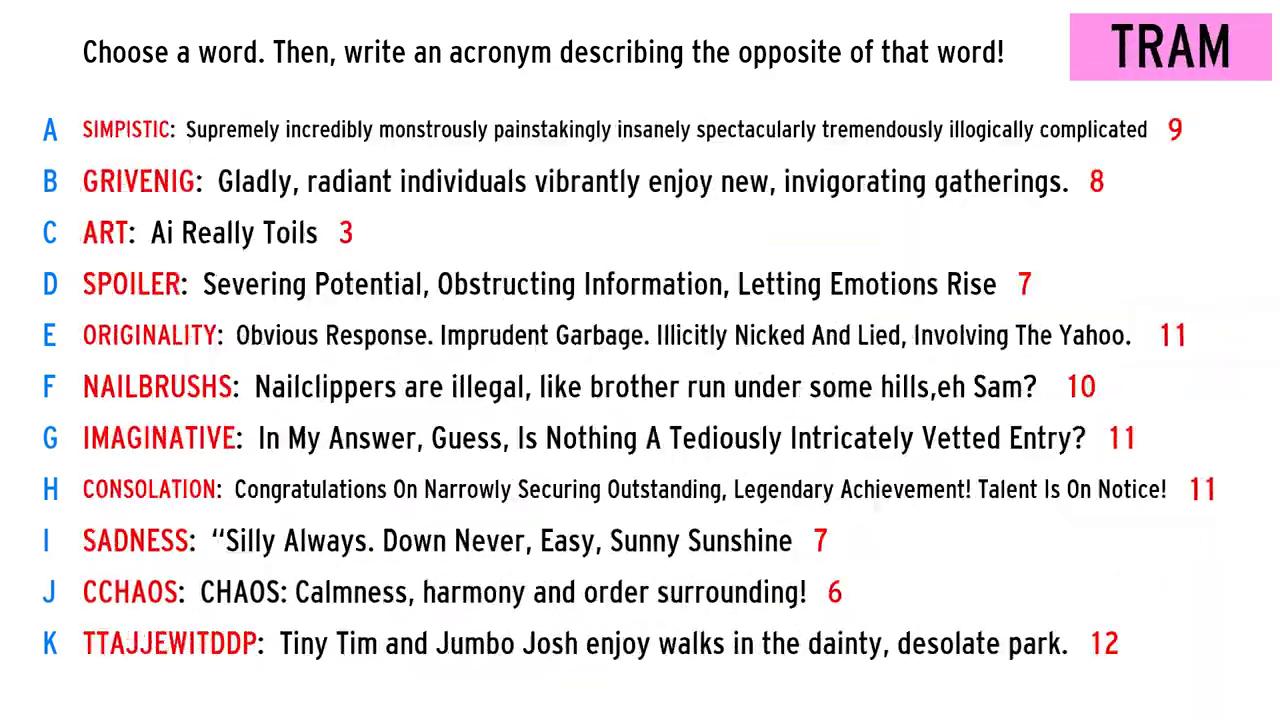 Choose a word. Then, write an acronym describing the opposite of that word!
TRAM
A SIMPISTIC: Supremely incredibly monstrously painstakingly insanely spectacularly tremendously illogically complicated 9
B GRIVENIG: Gladly, radiant individuals vibrantly enjoy new, invigorating gatherings. 8
C ART: Ai Really Toils 3
D SPOILER: Severing Potential, Obstructing Information, Letting Emotions Rise 7
E ORIGINALITY: Obvious Response. Imprudent Garbage. Illicitly Nicked And Lied, Involving The Yahoo. 11
F NAILBRUSHS: Nailclippers are illegal, like brother run under some hills,eh Sam? 10
G IMAGINATIVE: In My Answer, Guess, Is Nothing A Tediously Intricately Vetted Entry? 11
H CONSOLATION: Congratulations On Narrowly Securing Outstanding, Legendary Achievement! Talent Is On Notice! 11
I SADNESS: “Silly Always. Down Never, Easy, Sunny Sunshine 7
J CCHAOS: CHAOS: Calmness, harmony and order surrounding! 6
K TTAJJEWITDDP: Tiny Tim and Jumbo Josh enjoy walks in the dainty, desolate park. 12